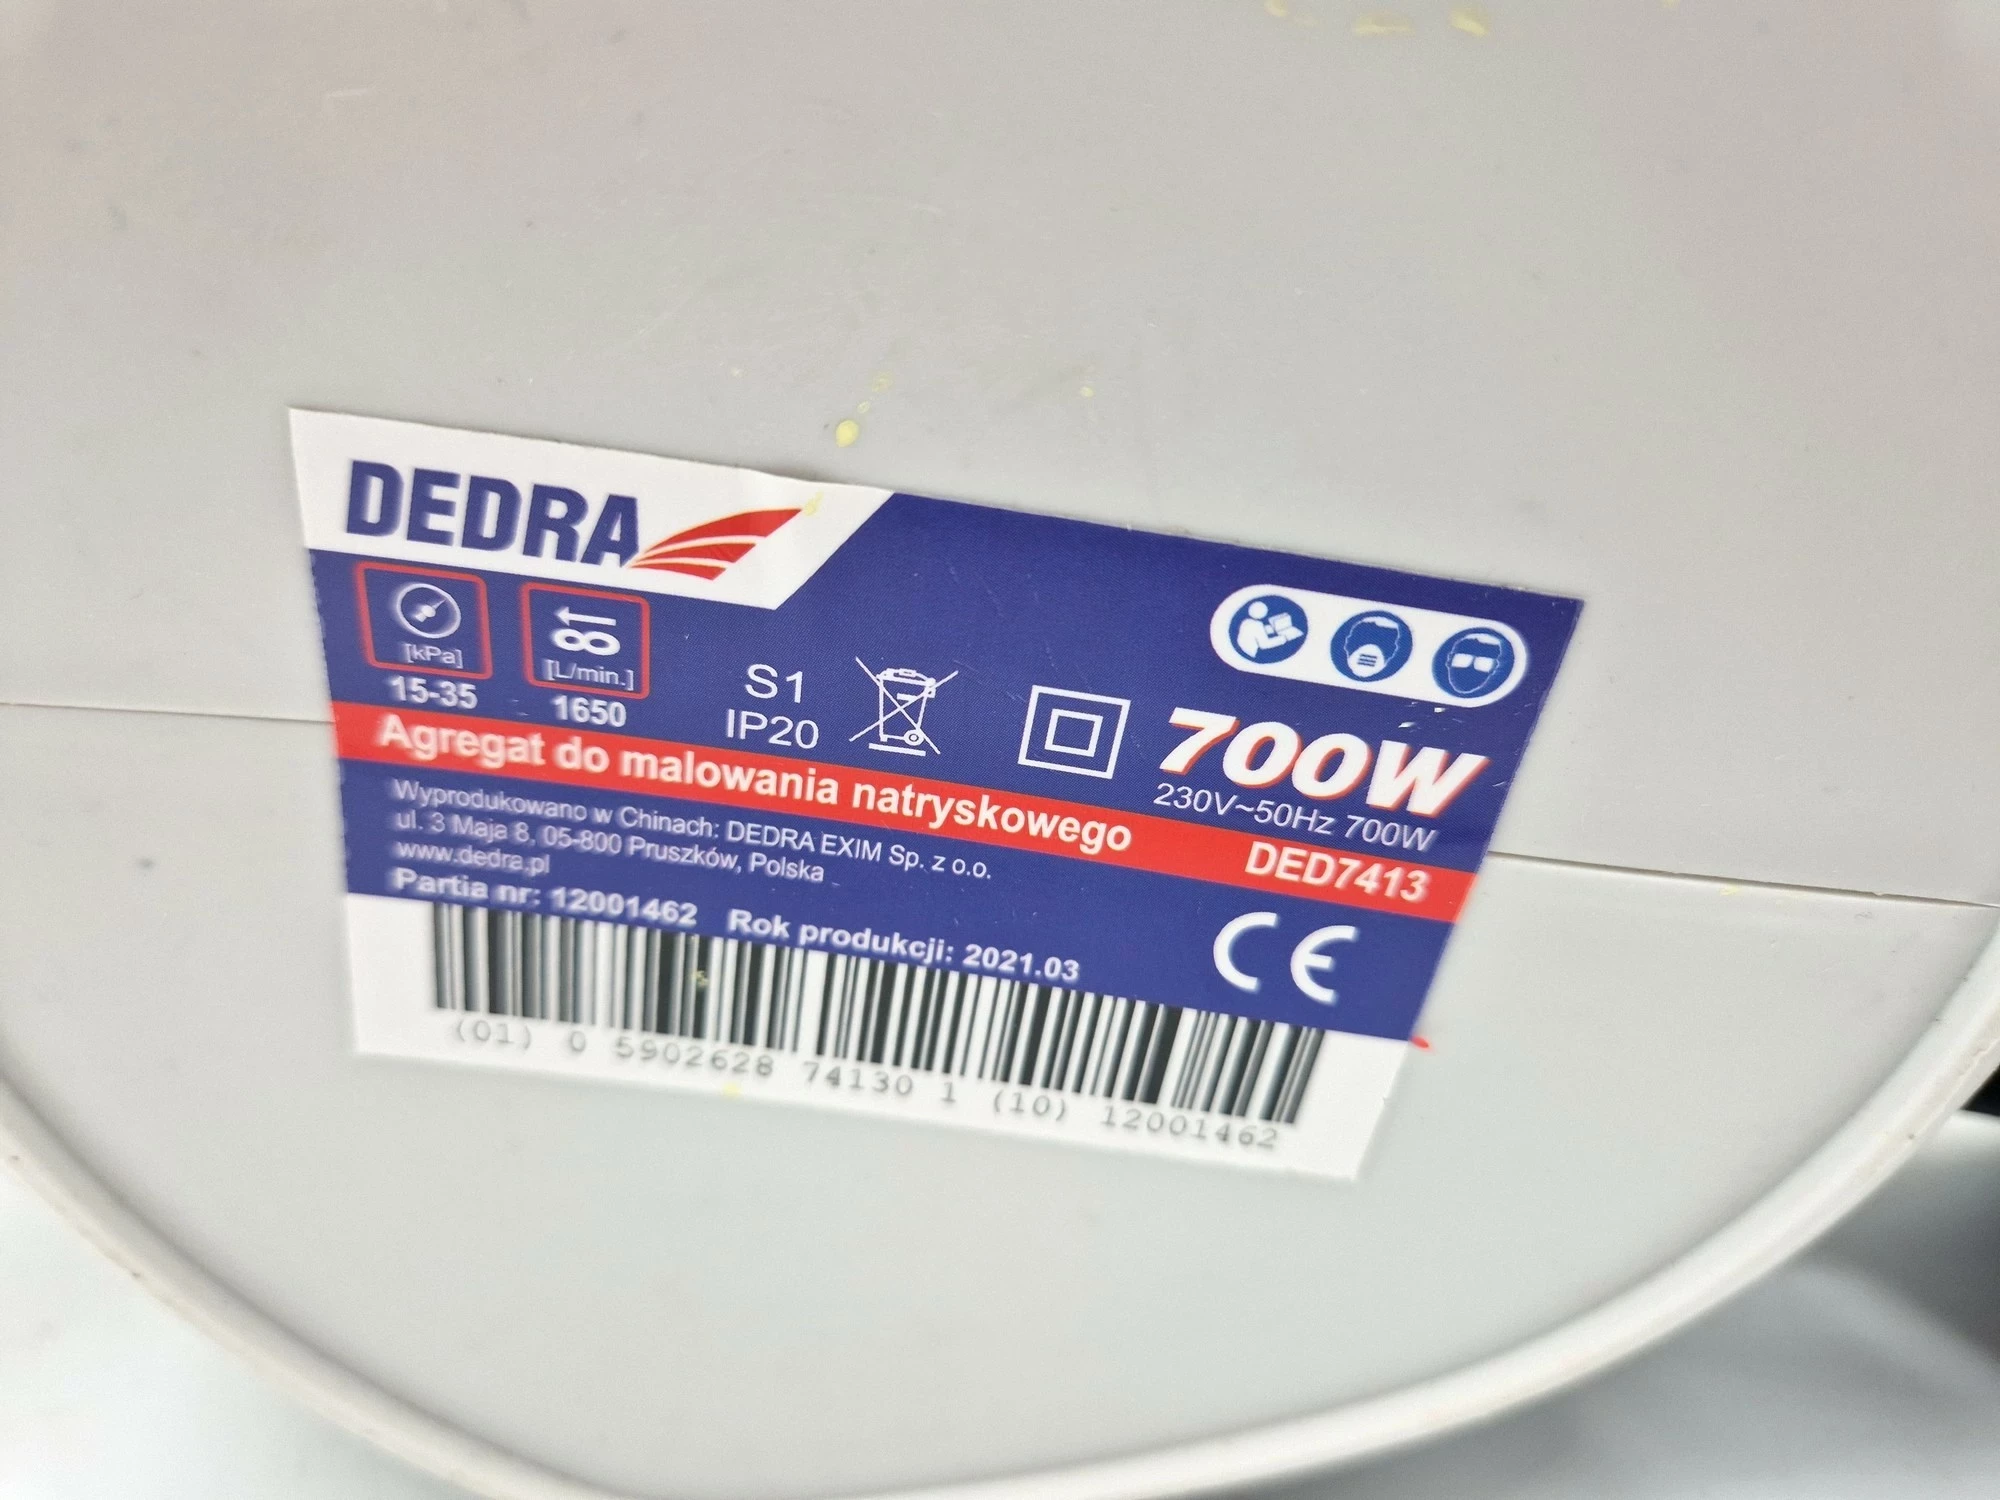 DEDRA
[kPa]
15-35
[L/min.]
1650
S1
IP20
700W
230V~50Hz 700W
Agregat do malowania natryskowego
DED7413
Wyprodukowano w Chinach: DEDRA EXIM Sp. z o.o.
ul. 3 Maja 8, 05-800 Pruszków, Polska
www.dedra.pl
Partia nr: 12001462 Rok produkcji: 2021.03
CE
(01) 0 5902628 74130 1 (10) 12001462